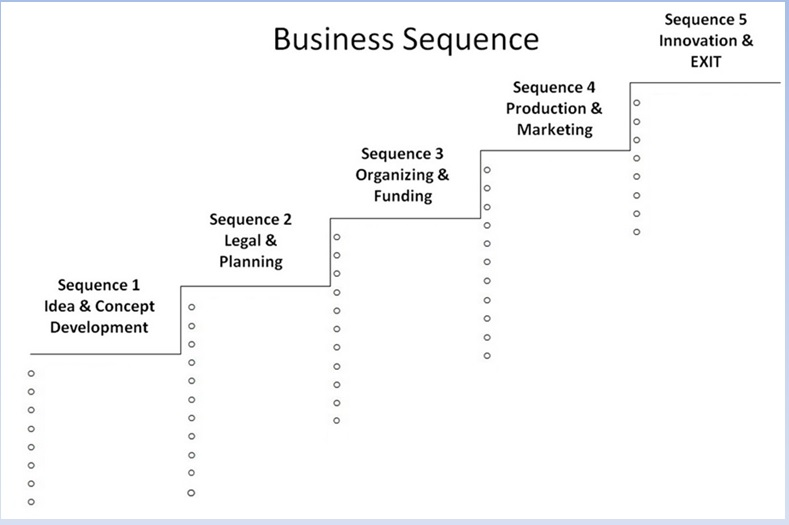 Business Sequence
Sequence 1
Idea & Concept
Development
Sequence 2
Legal &
Planning
Sequence 3
Organizing &
Funding
Sequence 4
Production &
Marketing
Sequence 5
Innovation &
EXIT